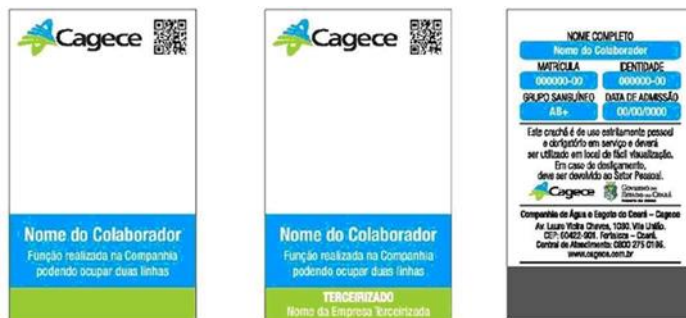 Cagece
Nome do Colaborador
Função realizada na Companhia
podendo ocupar duas linhas
Cagece
Nome do Colaborador
Função realizada na Companhia
podendo ocupar duas linhas
TERCEIRIZADO
Nome da Empresa Terceirizada
NOME COMPLETO
Nome do Colaborador
MATRÍCULA IDENTIDADE
000000-00 000000-00
GRUPO SANGUÍNEO DATA DE ADMISSÃO
AB+ 00/00/0000
Este crachá é de uso estritamente pessoal
e obrigatório em serviço e deverá
ser utilizado em local de fácil visualização.
Em caso de desligamento,
deve ser devolvido ao Setor Pessoal.
Cagece GOVERNO DO
ESTADO DO CEARÁ
Companhia de Água e Esgoto do Ceará – Cagece
Av. Lauro Vieira Chaves, 1030. Vila União.
CEP: 60422-901. Fortaleza – Ceará.
Central de Atendimento: 0800 275 0195.
www.cagece.com.br